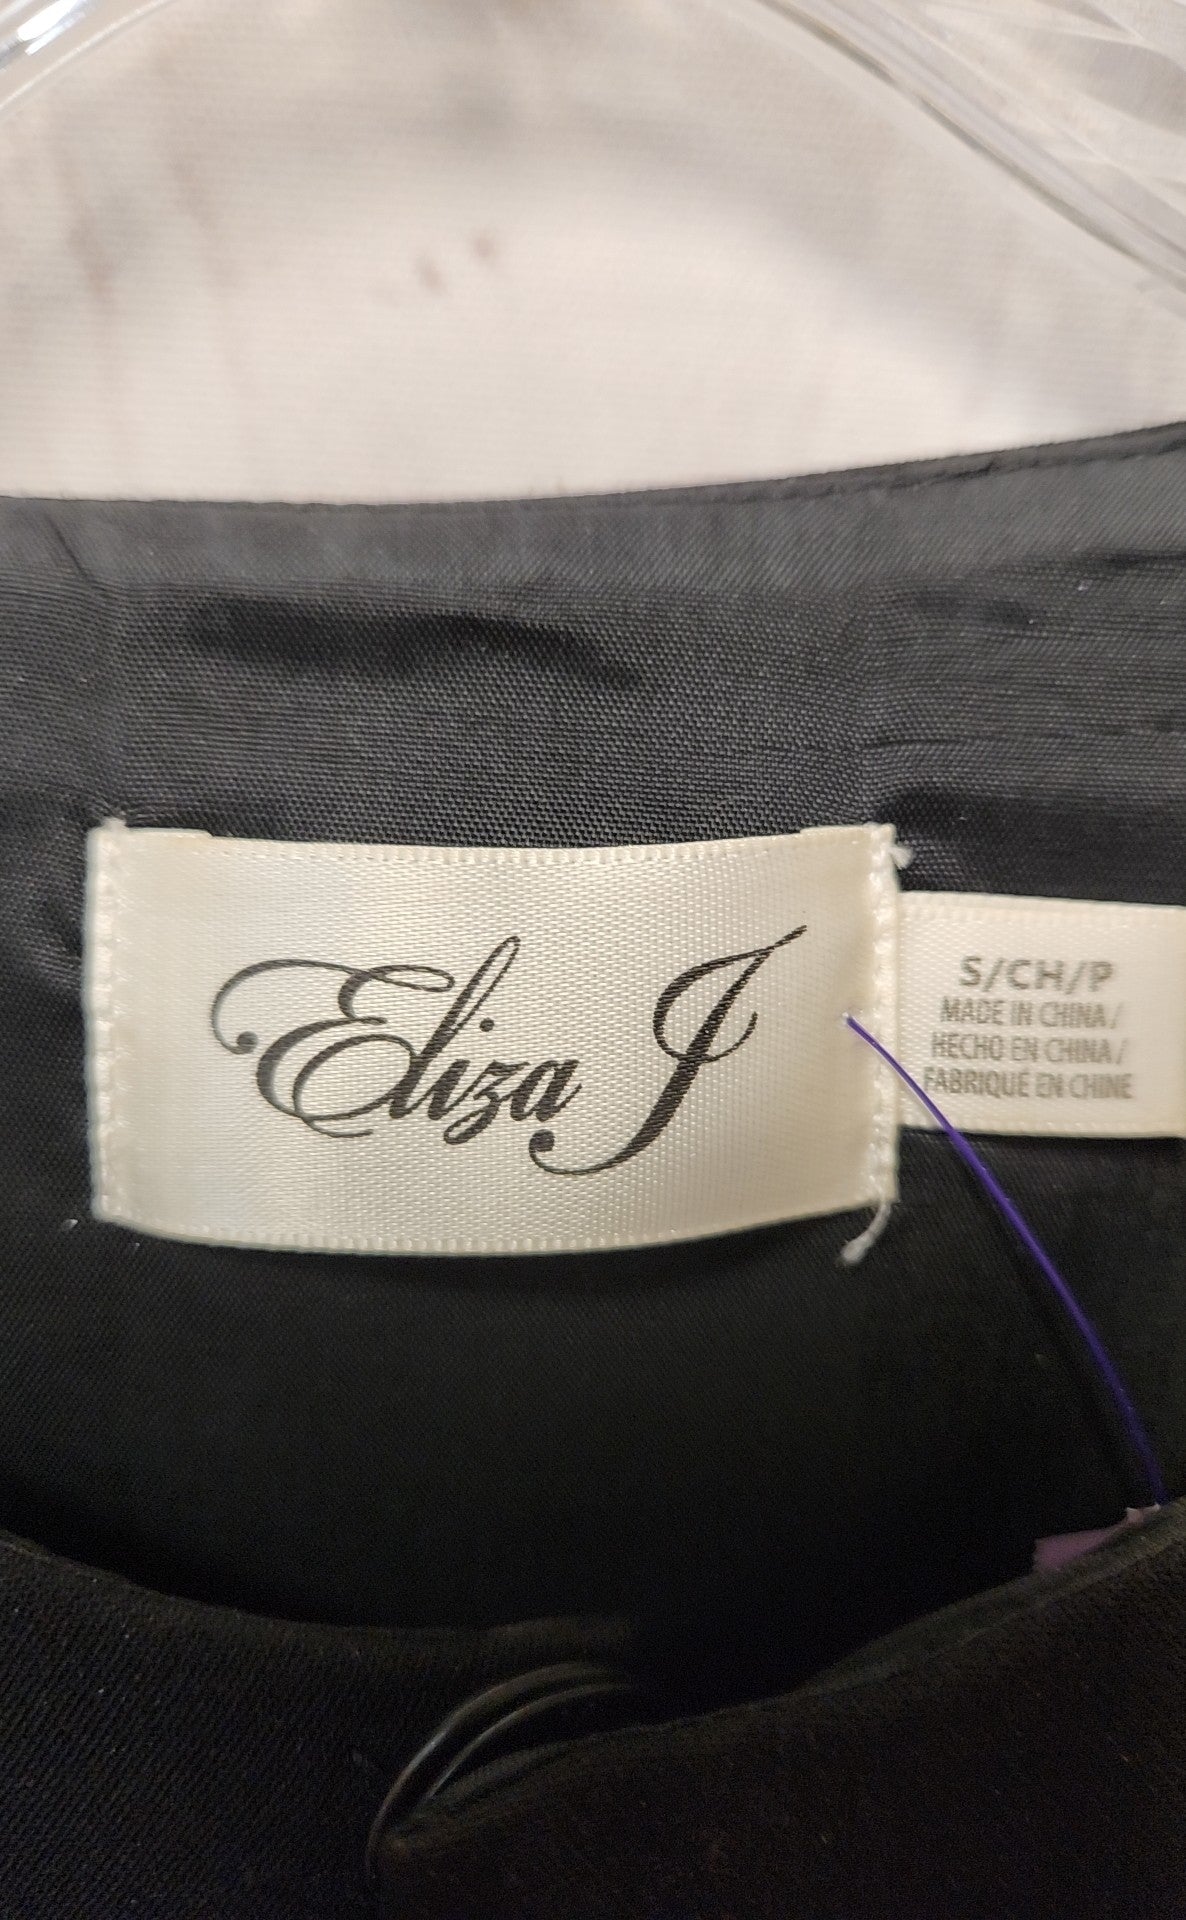 Eliza J
S/CH/P
MADE IN CHINA/
HECHO EN CHINA/
FABRIQUÉ EN CHINE